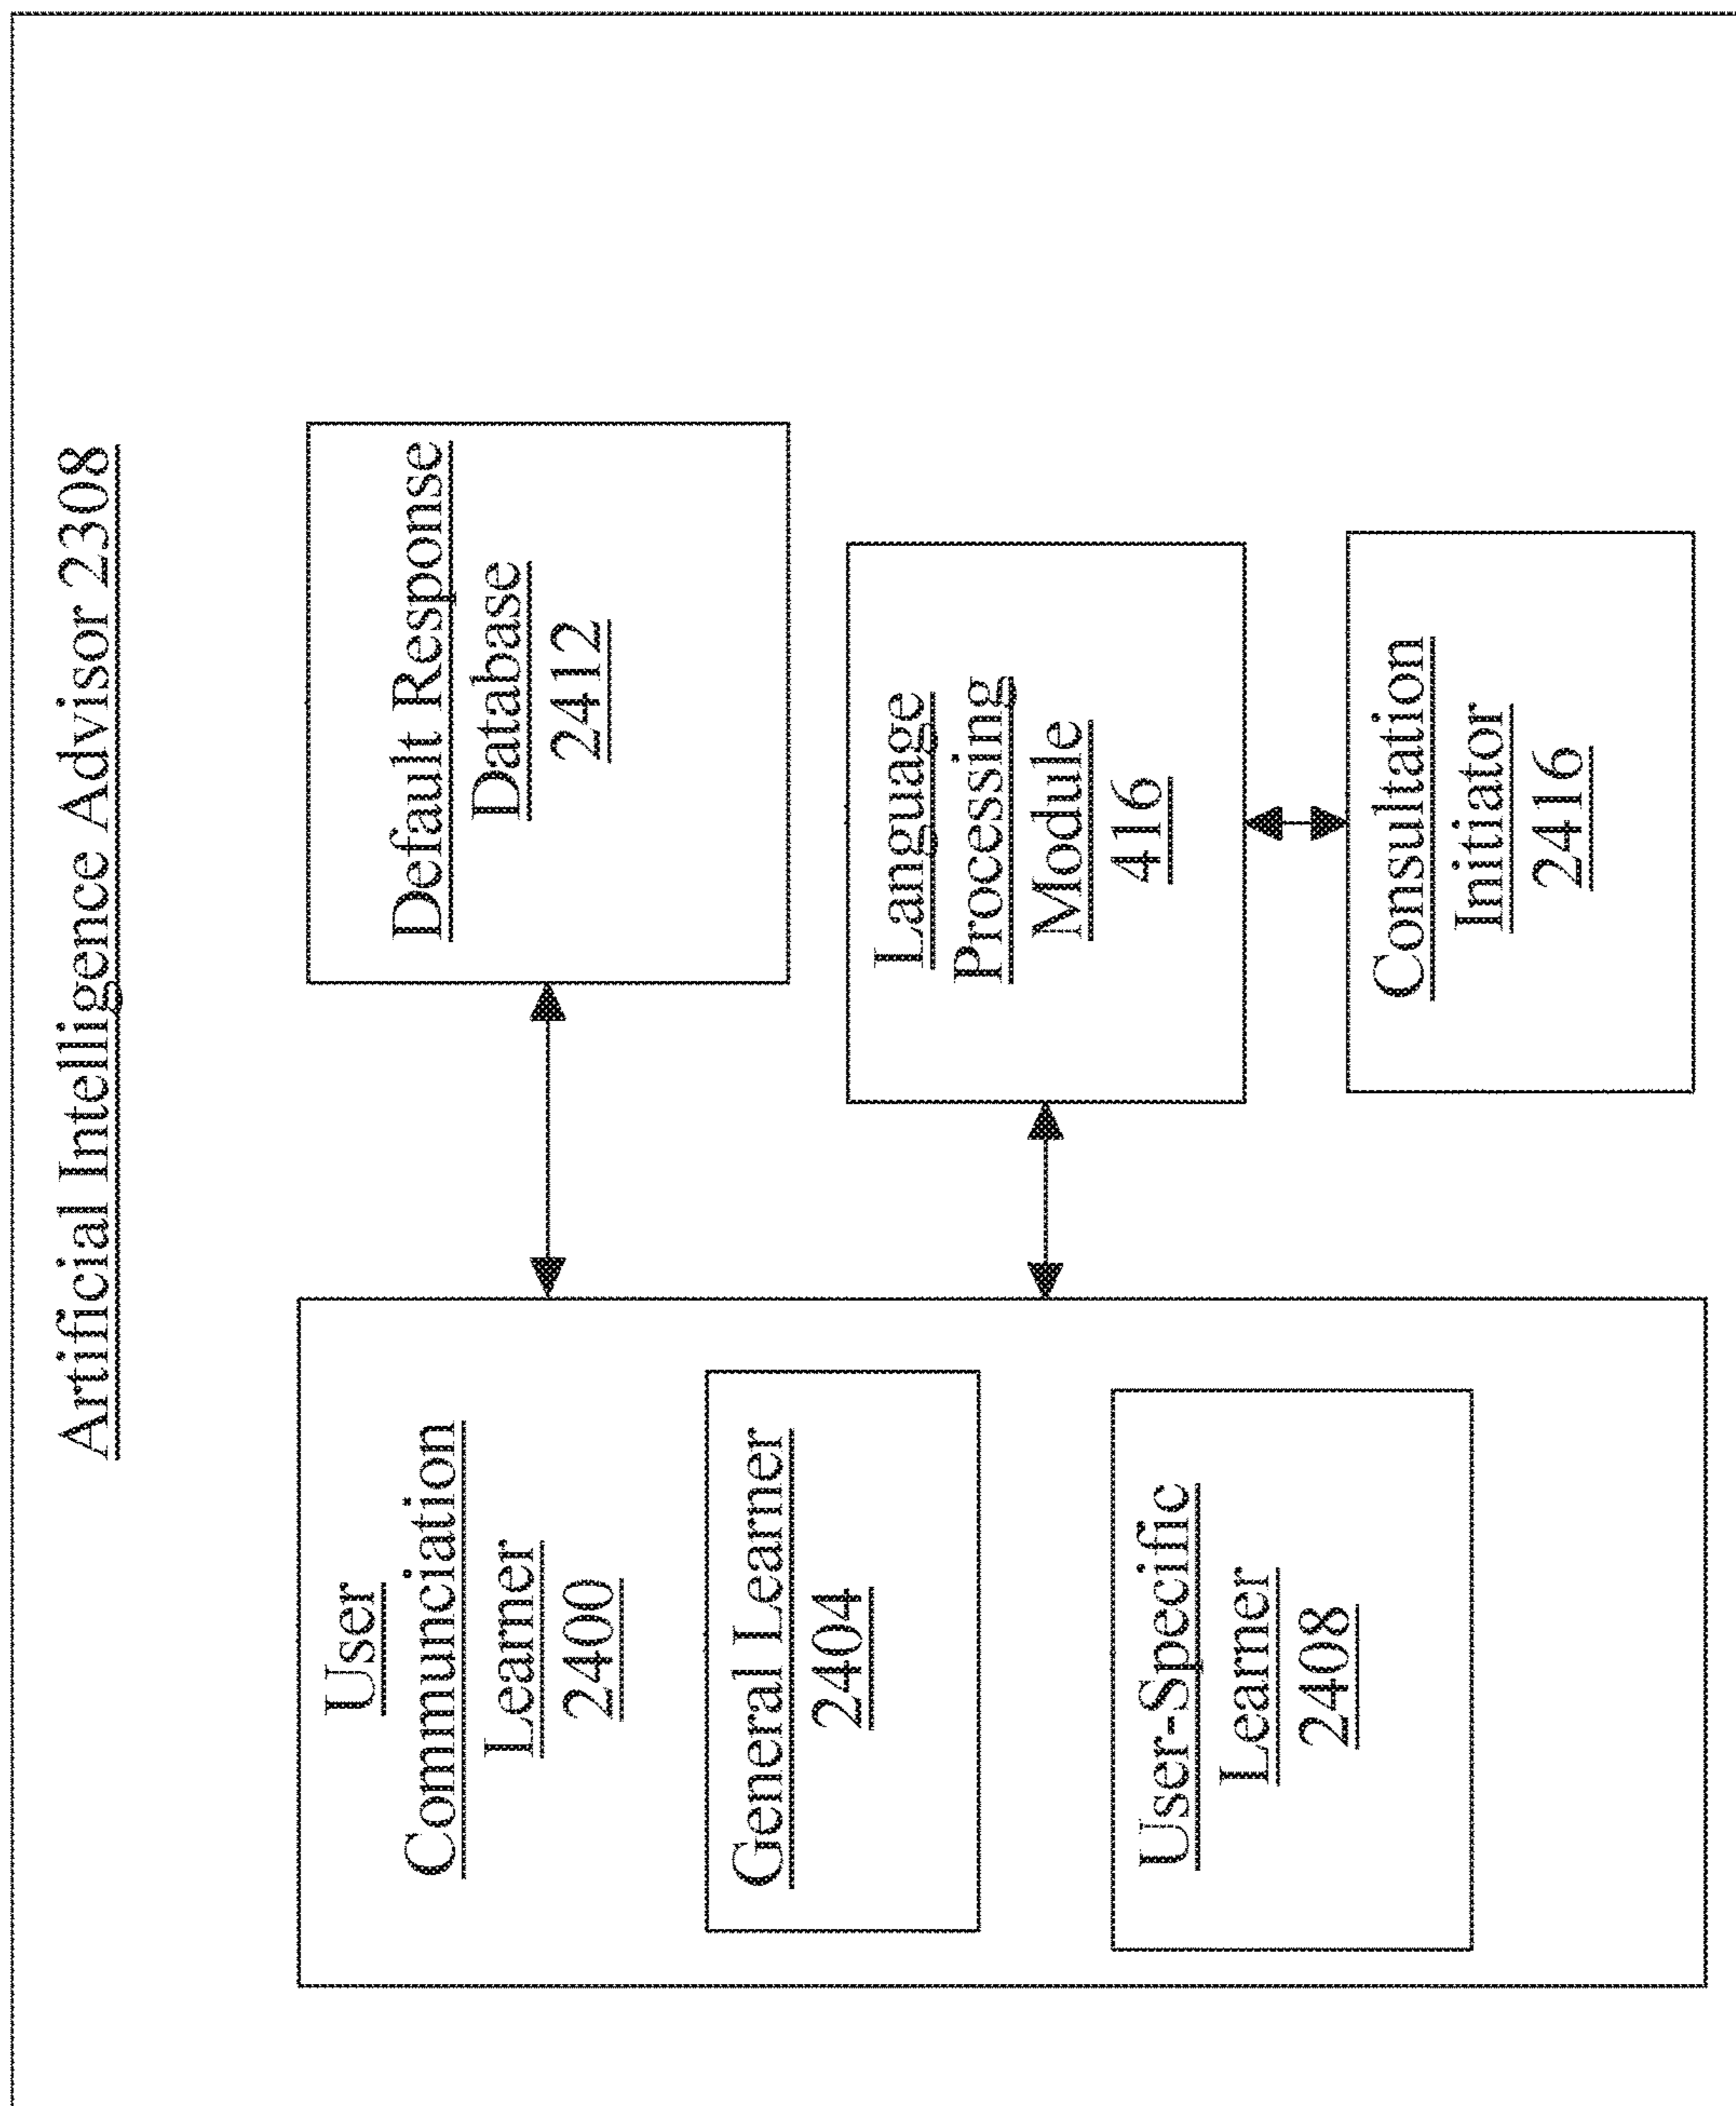 Artificial Intelligence Advisor 2308
User
Communciation
Learner
2400
General Learner
2404
User-Specific
Learner
2408
Default Response
Database
2412
Language
Processing
Module
416
Consultation
Initiator
2416